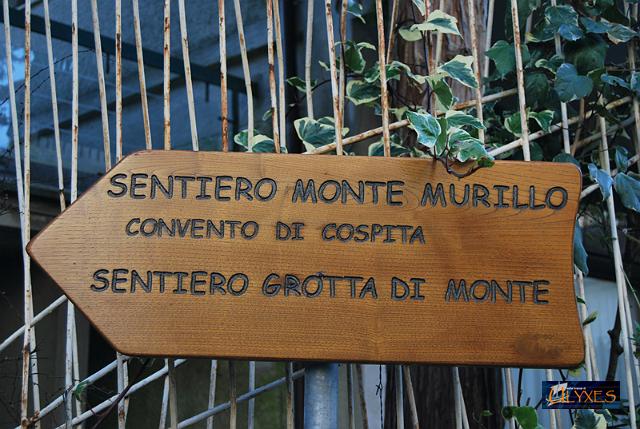 SENTIERO MONTE MURILLO
CONVENTO DI COSPITA
SENTIERO GROTTA DI MONTE
ULYXES